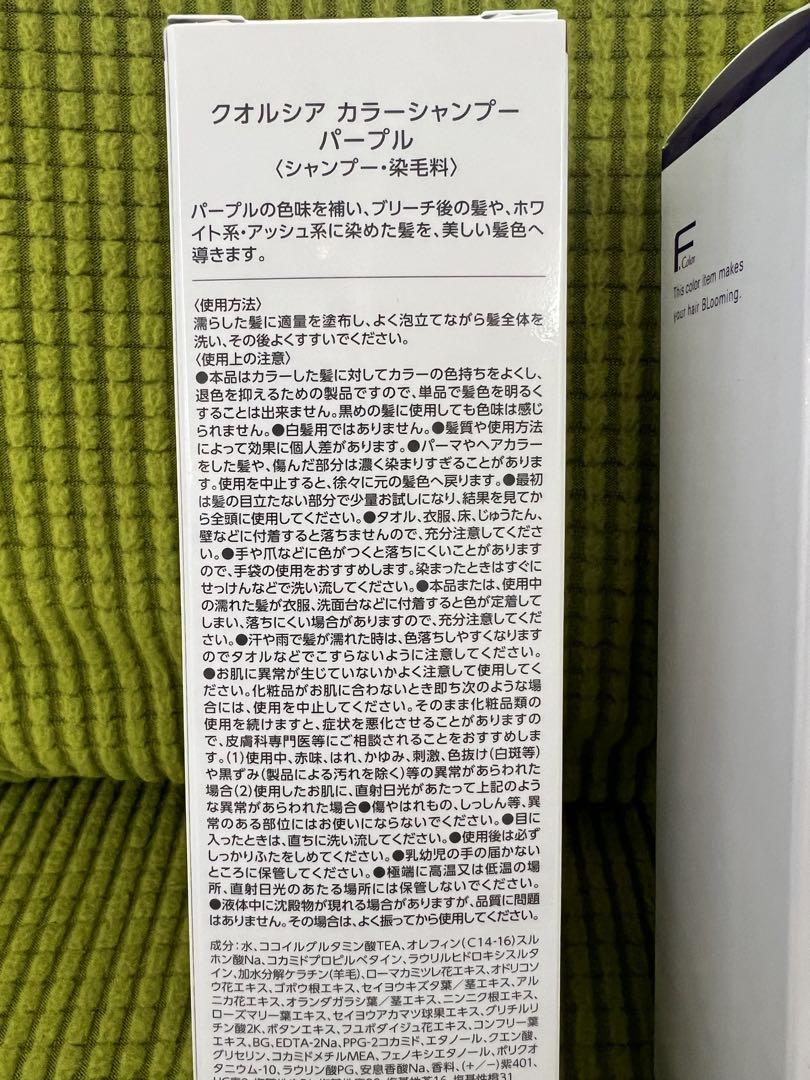 クオルシア カラーシャンプー
パープル
〈シャンプー・染毛料〉
パープルの色味を補い、ブリーチ後の髪や、ホワ
イト系・アッシュ系に染めた髪を、美しい髪色へ
導きます。
〈使用方法〉
濡らした髪に適量を塗布し、よく泡立てながら髪全体を
洗い、その後よくすすいでください。
〈使用上の注意〉
●本品はカラーした髪に対してカラーの色持ちをよくし、
退色を抑えるための製品ですので、単品で髪色を明るく
することは出来ません。黒めの髪に使用しても色味は感じ
られません。●白髪用ではありません。●髪質や使用方法
によって効果に個人差があります。●パーマやヘアカラー
をした髪や、傷んだ部分は濃く染まりすぎることがありま
す。使用を中止すると、徐々に元の髪色へ戻ります。●最初
は髪の目立たない部分で少量お試しになり、結果を見てか
ら全頭に使用してください。●タオル、衣服、床、じゅうたん、
壁などに付着すると落ちませんので、充分注意してくださ
い。●手や爪などに色がつくと落ちにくいことがあります
ので、手袋の使用をおすすめします。染まったときはすぐに
せっけんなどで洗い流してください。●本品または、使用中
の濡れた髪が衣服、洗面台などに付着すると色が定着して
しまい、落ちにくい場合がありますので、充分注意してくださ
い。●汗や雨で髪が濡れた時は、色落ちしやすくなります
のでタオルなどでこすらないように注意してください。
●お肌に異常が生じていないかよく注意して使用してく
ださい。化粧品がお肌に合わないとき即ち次のような場
合には、使用を中止してください。そのまま化粧品類の
使用を続けますと、症状を悪化させることがありますの
で、皮膚科専門医等にご相談されることをおすすめしま
す。(1)使用中、赤味、はれ、かゆみ、刺激、色抜け(白斑等)
や黒ずみ(製品による汚れを除く)等の異常があらわれた
場合(2)使用したお肌に、直射日光があたって上記のよう
な異常があらわれた場合●傷やはれもの、しっしん等、異
常のある部位にはお使いにならないでください。●目に
入ったときは、直ちに洗い流してください。●使用後は必ず
しっかりふたをしめてください。●乳幼児の手の届かない
ところに保管してください。●極端に高温又は低温の場
所、直射日光のあたる場所には保管しないでください。
●液体中に沈殿物が現れる場合がありますが、品質に問題
はありません。その場合は、よく振ってから使用してください。
成分:水、ココイルグルタミン酸TEA、オレフィン(C14-16)スル
ホン酸Na、コカミドプロピルベタイン、ラウリルヒドロキシスルタ
イン、加水分解ケラチン(羊毛)、ローマカミツレ花エキス、オドリコソ
ウ花エキス、ゴボウ根エキス、セイヨウキズタ葉/茎エキス、アル
ニカ花エキス、オランダガラシ葉/茎エキス、ニンニク根エキス、
ローズマリー葉エキス、セイヨウアカマツ球果エキス、グリチルリ
チン酸2K、ボタンエキス、フユボダイジュ花エキス、コンフリー葉
エキス、BG、EDTA-2Na、PPG-2コカミド、エタノール、クエン酸、
グリセリン、コカミドメチルMEA、フェノキシエタノール、ポリクオ
タニウム-10、ラウリン酸PG、安息香酸Na、香料、(+/-)紫401、
F.
Color
This color item makes
your hair BLooming.